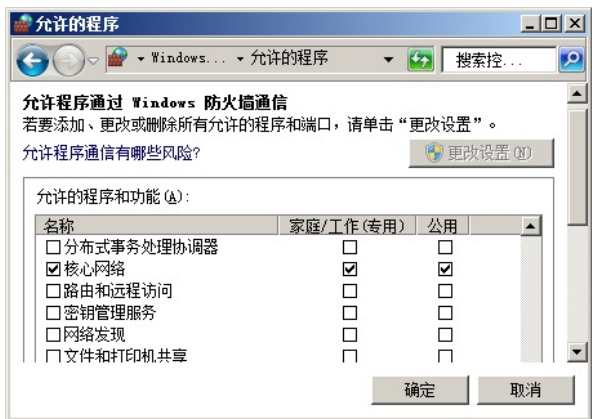 允许的程序
Windows... 允许的程序 搜索控...
允许程序通过 Windows 防火墙通信
若要添加、更改或删除所有允许的程序和端口，请单击“更改设置”。
允许程序通信有哪些风险?
更改设置(N)
允许的程序和功能(A):
名称 家庭/工作(专用) 公用
分布式事务处理协调器
核心网络
路由和远程访问
密钥管理服务
网络发现
文件和打印机共享
确定 取消